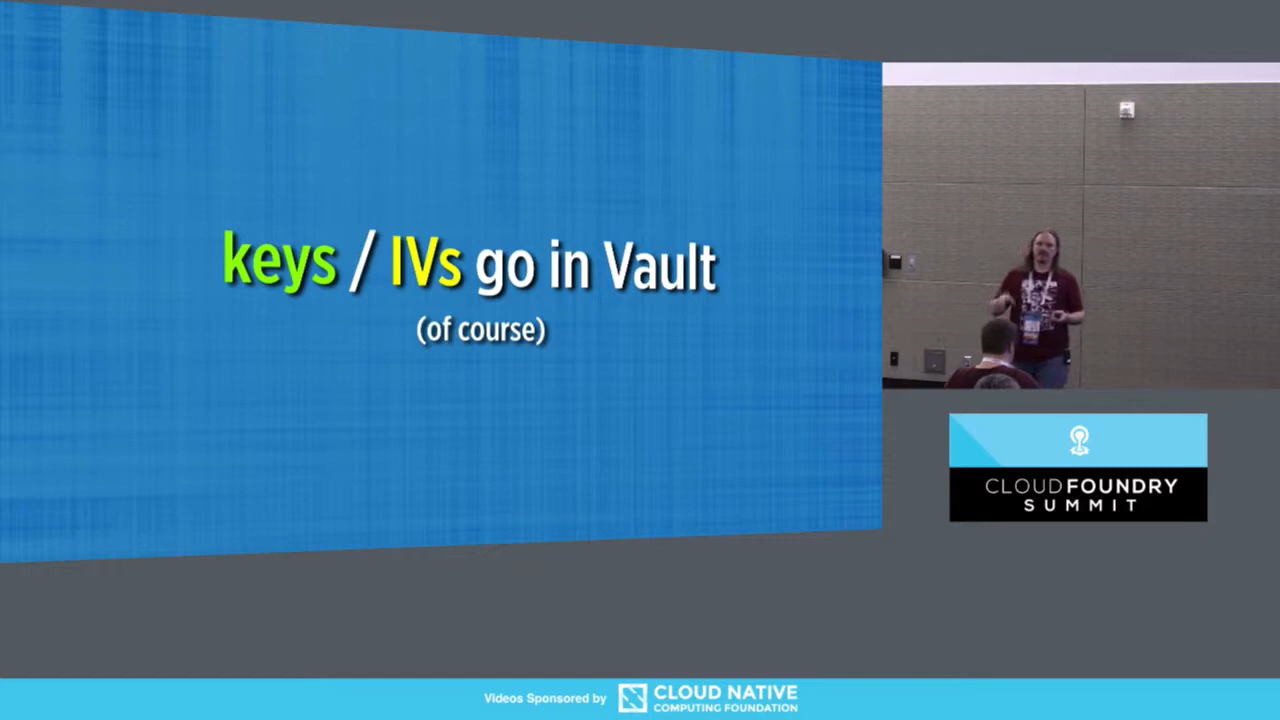 keys / IVs go in Vault
(of course)
CLOUDFOUNDRY
SUMMIT
Videos Sponsored by
CLOUD NATIVE
COMPUTING FOUNDATION